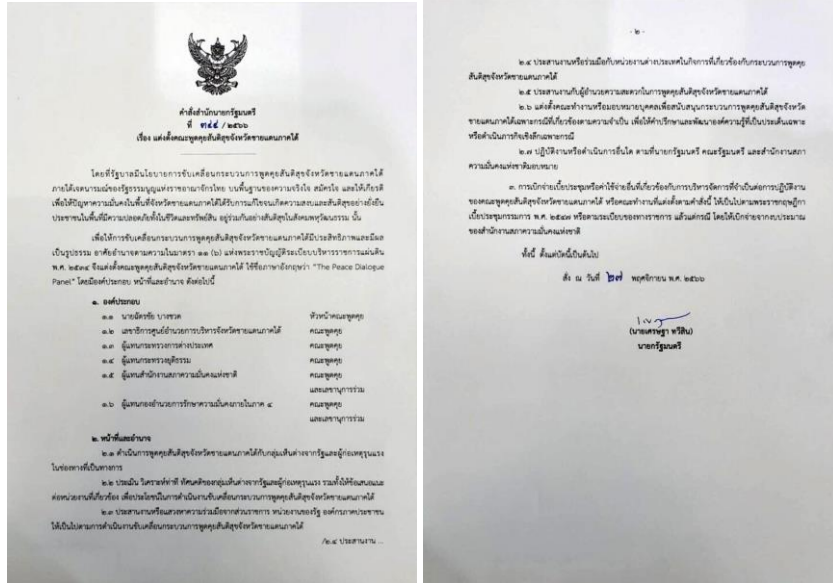 คำสั่งสำนักนายกรัฐมนตรี
ที่ ๓๔๔ / ๒๕๖๖
เรื่อง แต่งตั้งคณะพูดคุยสันติสุขจังหวัดชายแดนภาคใต้
โดยที่รัฐบาลมีนโยบายการขับเคลื่อนกระบวนการพูดคุยสันติสุขจังหวัดชายแดนภาคใต้
ภายใต้เจตนารมณ์ของรัฐธรรมนูญแห่งราชอาณาจักรไทย บนพื้นฐานของความจริงใจ สมัครใจ และให้เกียรติ
เพื่อให้ปัญหาความมั่นคงในพื้นที่จังหวัดชายแดนภาคใต้ได้รับการแก้ไขจนเกิดความสงบและสันติสุขอย่างยั่งยืน
ประชาชนในพื้นที่มีความปลอดภัยทั้งในชีวิตและทรัพย์สิน อยู่ร่วมกันอย่างสันติสุขในสังคมพหุวัฒนธรรม นั้น
เพื่อให้การขับเคลื่อนกระบวนการพูดคุยสันติสุขจังหวัดชายแดนภาคใต้มีประสิทธิภาพและมีผล
เป็นรูปธรรม อาศัยอำนาจตามความในมาตรา ๑๑ (๖) แห่งพระราชบัญญัติระเบียบบริหารราชการแผ่นดิน
พ.ศ. ๒๕๓๔ จึงแต่งตั้งคณะพูดคุยสันติสุขจังหวัดชายแดนภาคใต้ ใช้ชื่อภาษาอังกฤษว่า "The Peace Dialogue
Panel" โดยมีองค์ประกอบ หน้าที่และอำนาจ ดังต่อไปนี้
๑. องค์ประกอบ
๑.๑ นายฉัตรชัย บางชวด หัวหน้าคณะพูดคุย
๑.๒ เลขาธิการศูนย์อำนวยการบริหารจังหวัดชายแดนภาคใต้ คณะพูดคุย
๑.๓ ผู้แทนกระทรวงการต่างประเทศ คณะพูดคุย
๑.๔ ผู้แทนกระทรวงยุติธรรม คณะพูดคุย
๑.๕ ผู้แทนสำนักงานสภาความมั่นคงแห่งชาติ คณะพูดคุย
และเลขานุการร่วม
๑.๖ ผู้แทนกองอำนวยการรักษาความมั่นคงภายในภาค ๔ คณะพูดคุย
และเลขานุการร่วม
๒. หน้าที่และอำนาจ
๒.๑ ดำเนินการพูดคุยสันติสุขจังหวัดชายแดนภาคใต้กับกลุ่มเห็นต่างจากรัฐและผู้ก่อเหตุรุนแรง
ในช่องทางที่เป็นทางการ
๒.๒ ประเมิน วิเคราะห์ท่าที ทัศนคติของกลุ่มเห็นต่างจากรัฐและผู้ก่อเหตุรุนแรง รวมทั้งให้ข้อเสนอแนะ
ต่อหน่วยงานที่เกี่ยวข้อง เพื่อประโยชน์ในการดำเนินงานขับเคลื่อนกระบวนการพูดคุยสันติสุขจังหวัดชายแดนภาคใต้
๒.๓ ประสานงานหรือแสวงหาความร่วมมือจากส่วนราชการ หน่วยงานของรัฐ องค์กรภาคประชาชน
ให้เป็นไปตามการดำเนินงานขับเคลื่อนกระบวนการพูดคุยสันติสุขจังหวัดชายแดนภาคใต้
/๒.๔ ประสานงาน ...
- ๒ -
๒.๔ ประสานงานหรือร่วมมือกับหน่วยงานต่างประเทศในกิจการที่เกี่ยวข้องกับกระบวนการพูดคุย
สันติสุขจังหวัดชายแดนภาคใต้
๒.๕ ประสานงานกับผู้อำนวยความสะดวกในการพูดคุยสันติสุขจังหวัดชายแดนภาคใต้
๒.๖ แต่งตั้งคณะทำงานหรือมอบหมายบุคคลเพื่อสนับสนุนกระบวนการพูดคุยสันติสุขจังหวัด
ชายแดนภาคใต้เฉพาะกรณีที่เกี่ยวข้องตามความจำเป็น เพื่อให้คำปรึกษาและพัฒนาองค์ความรู้ที่เป็นประเด็นเฉพาะ
หรือดำเนินภารกิจเชิงลึกเฉพาะกรณี
๒.๗ ปฏิบัติงานหรือดำเนินการอื่นใด ตามที่นายกรัฐมนตรี คณะรัฐมนตรี และสำนักงานสภา
ความมั่นคงแห่งชาติมอบหมาย
๓. การเบิกจ่ายเบี้ยประชุมหรือค่าใช้จ่ายอื่นที่เกี่ยวข้องกับการบริหารจัดการที่จำเป็นต่อการปฏิบัติงาน
ของคณะพูดคุยสันติสุขจังหวัดชายแดนภาคใต้ หรือคณะทำงานที่แต่งตั้งตามคำสั่งนี้ ให้เป็นไปตามพระราชกฤษฎีกา
เบี้ยประชุมกรรมการ พ.ศ. ๒๕๔๗ หรือตามระเบียบของทางราชการ แล้วแต่กรณี โดยให้เบิกจ่ายจากงบประมาณ
ของสำนักงานสภาความมั่นคงแห่งชาติ
ทั้งนี้ ตั้งแต่บัดนี้เป็นต้นไป
สั่ง ณ วันที่ ๒๗ พฤศจิกายน พ.ศ. ๒๕๖๖
(นายเศรษฐา ทวีสิน)
นายกรัฐมนตรี